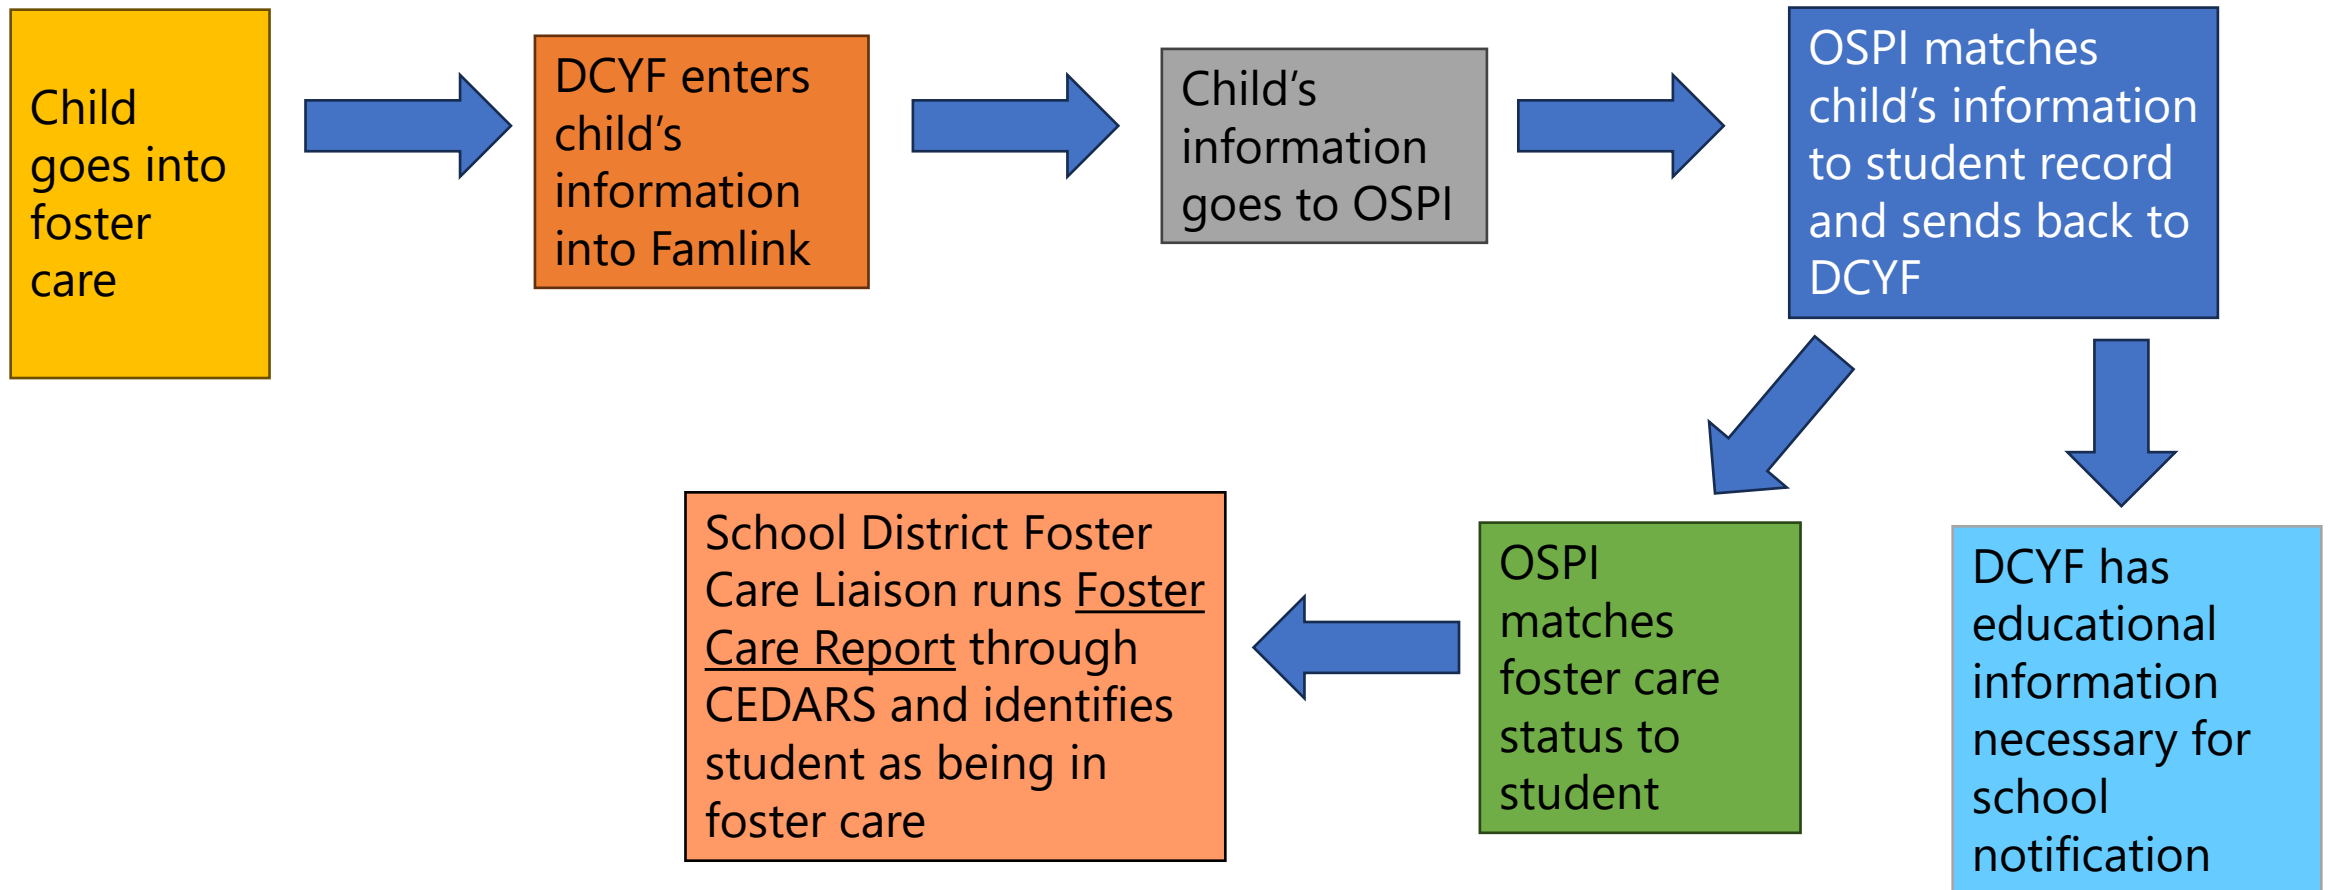 Child
goes into
foster
care
DCYF enters
child’s
information
into Famlink
Child’s
information
goes to OSPI
OSPI matches
child’s information
to student record
and sends back to
DCYF
School District Foster
Care Liaison runs Foster
Care Report through
CEDARS and identifies
student as being in
foster care
OSPI
matches
foster care
status to
student
DCYF has
educational
information
necessary for
school
notification